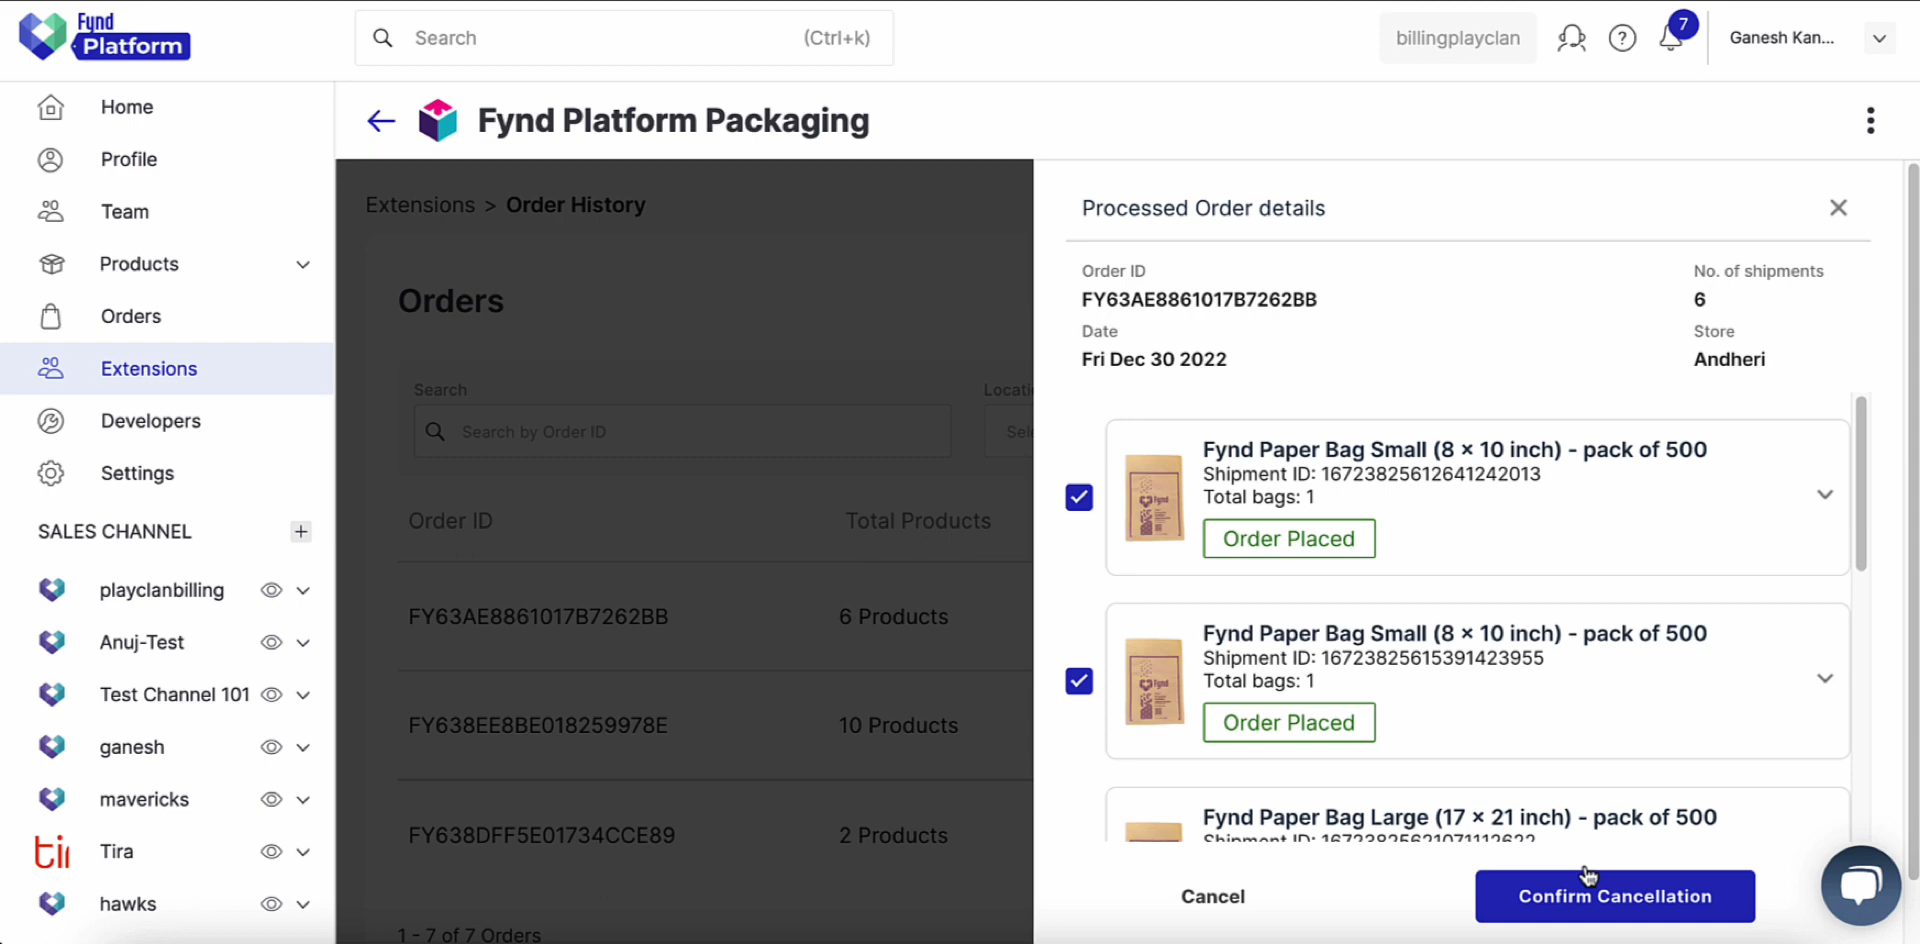 Fynd
Platform
Search
(Ctrl+k)
billingplayclan
7
Ganesh Kan...
Home
Profile
Team
Products
Orders
Extensions
Developers
Settings
SALES CHANNEL
playclanbilling
Anuj-Test
Test Channel 101
ganesh
mavericks
tir
Tira
hawks
Fynd Platform Packaging
Extensions > Order History
Orders
Search
Search by Order ID
Order ID
Total Products
FY63AE8861017B7262BB
6 Products
FY638EE8BE018259978E
10 Products
FY638DFF5E01734CCE89
2 Products
1 - 7 of 7 Orders
Processed Order details
Order ID
No. of shipments
FY63AE8861017B7262BB
6
Date
Store
Fri Dec 30 2022
Andheri
Fynd Paper Bag Small (8 × 10 inch) - pack of 500
Shipment ID: 16723825612641242013
Total bags: 1
Order Placed
Fynd Paper Bag Small (8 × 10 inch) - pack of 500
Shipment ID: 16723825615391423955
Total bags: 1
Order Placed
Fynd Paper Bag Large (17 × 21 inch) - pack of 500
Shipment ID: 16723825621071112622
Cancel
Confirm Cancellation